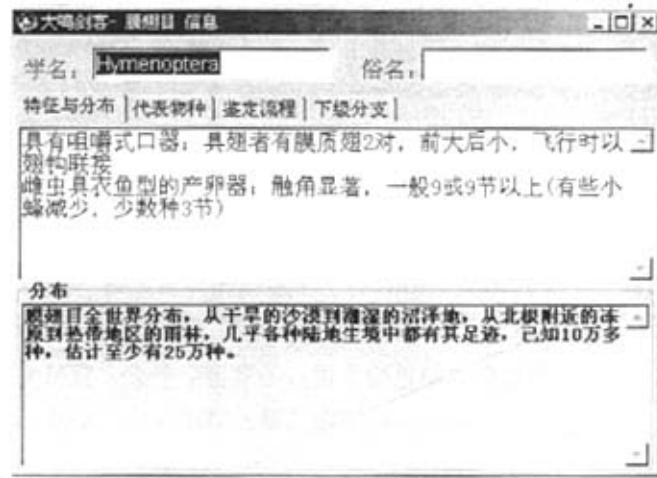 大鸣剑客- 膜翅目 信息
学名: Hymenoptera 俗名:
特征与分布 代表物种 鉴定流程 下级分支
具有咀嚼式口器; 具翅者有膜质翅2对, 前大后小, 飞行时以
翅钩联接
雌虫具衣鱼型的产卵器; 触角显著, 一般9或9节以上(有些小
蜂减少, 少数种3节)
分布
膜翅目全世界分布, 从干旱的沙漠到潮湿的沼泽地, 从北极附近的冻
原到热带地区的雨林, 几乎各种陆地生境中都有其足迹, 己知10万多
种, 估计至少有25万种。